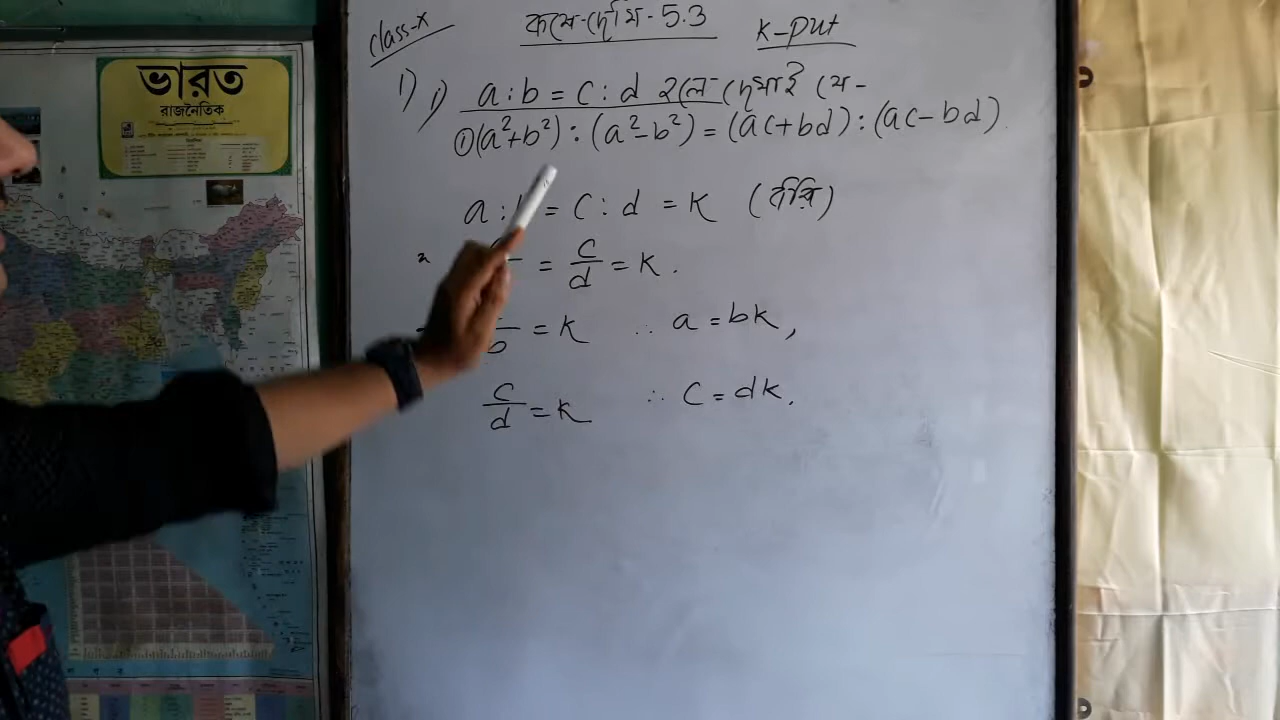 class-X
কষে দেখি - 5.3
K-put
1) i) a : b = c : d হলে দেখাই যে -
① (a²+b²) : (a²-b²) = (ac+bd) : (ac-bd)
a : b = c : d = K (ধরি)
= c/d = K .
b = K ∴ a = bK ,
c/d = K ∴ c = dK .
ভারত
রাজনৈতিক